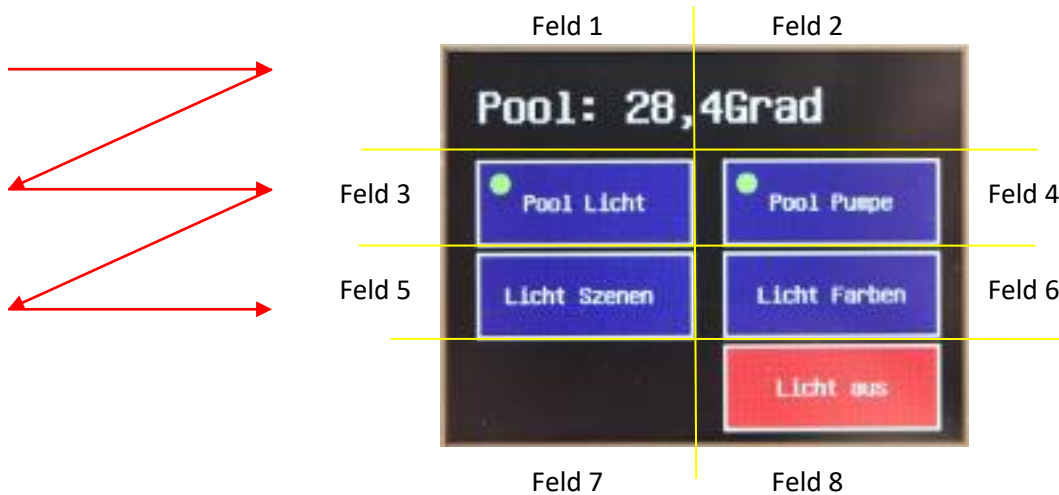 Feld 1 Feld 2
Pool: 28,4Grad
Feld 3 Pool Licht Pool Pumpe Feld 4
Feld 5 Licht Szenen Licht Farben Feld 6
Licht aus
Feld 7 Feld 8